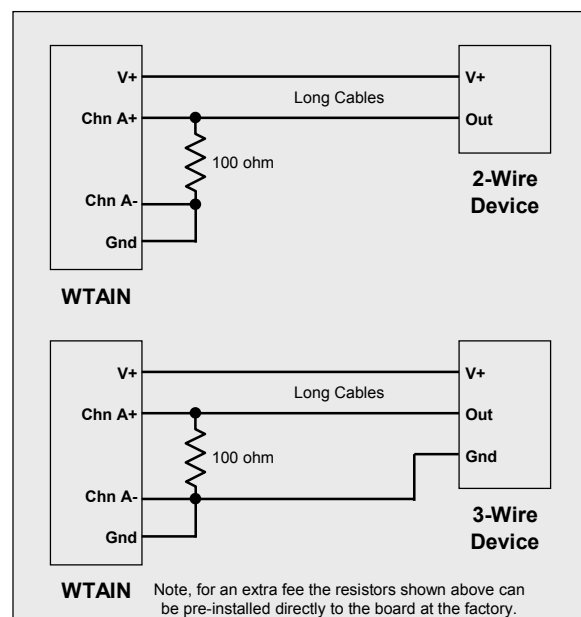 V+
V+
Long Cables
Chn A+
Out
100 ohm
2-Wire
Device
Chn A-
Gnd
WTAIN
V+
V+
Long Cables
Chn A+
Out
100 ohm
Gnd
Chn A-
3-Wire
Device
Gnd
WTAIN
Note, for an extra fee the resistors shown above can
be pre-installed directly to the board at the factory.